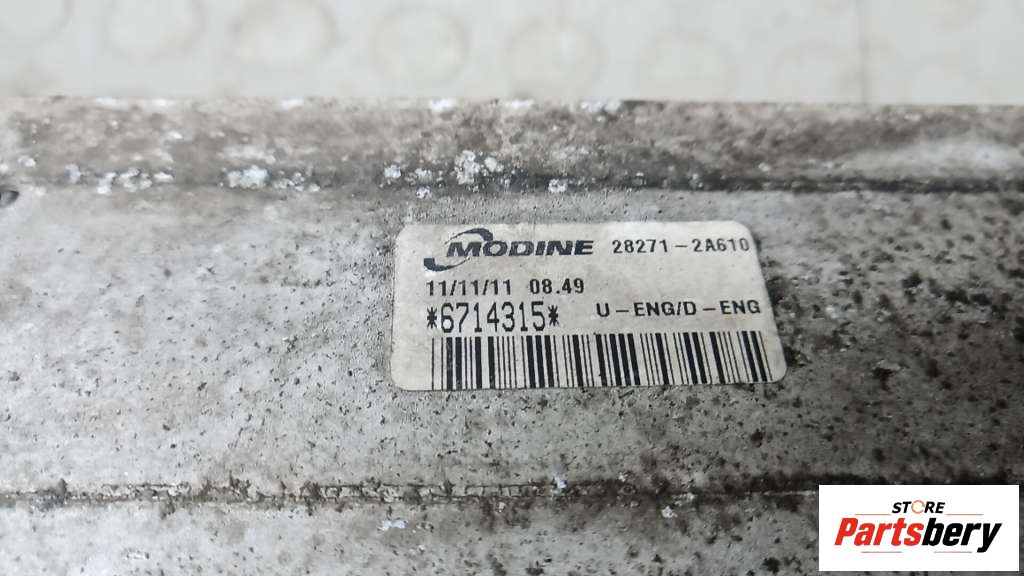 MODINE 28271-2A610
11/11/11 08.49
*6714315* U-ENG/D-ENG
STORE
Partsbery